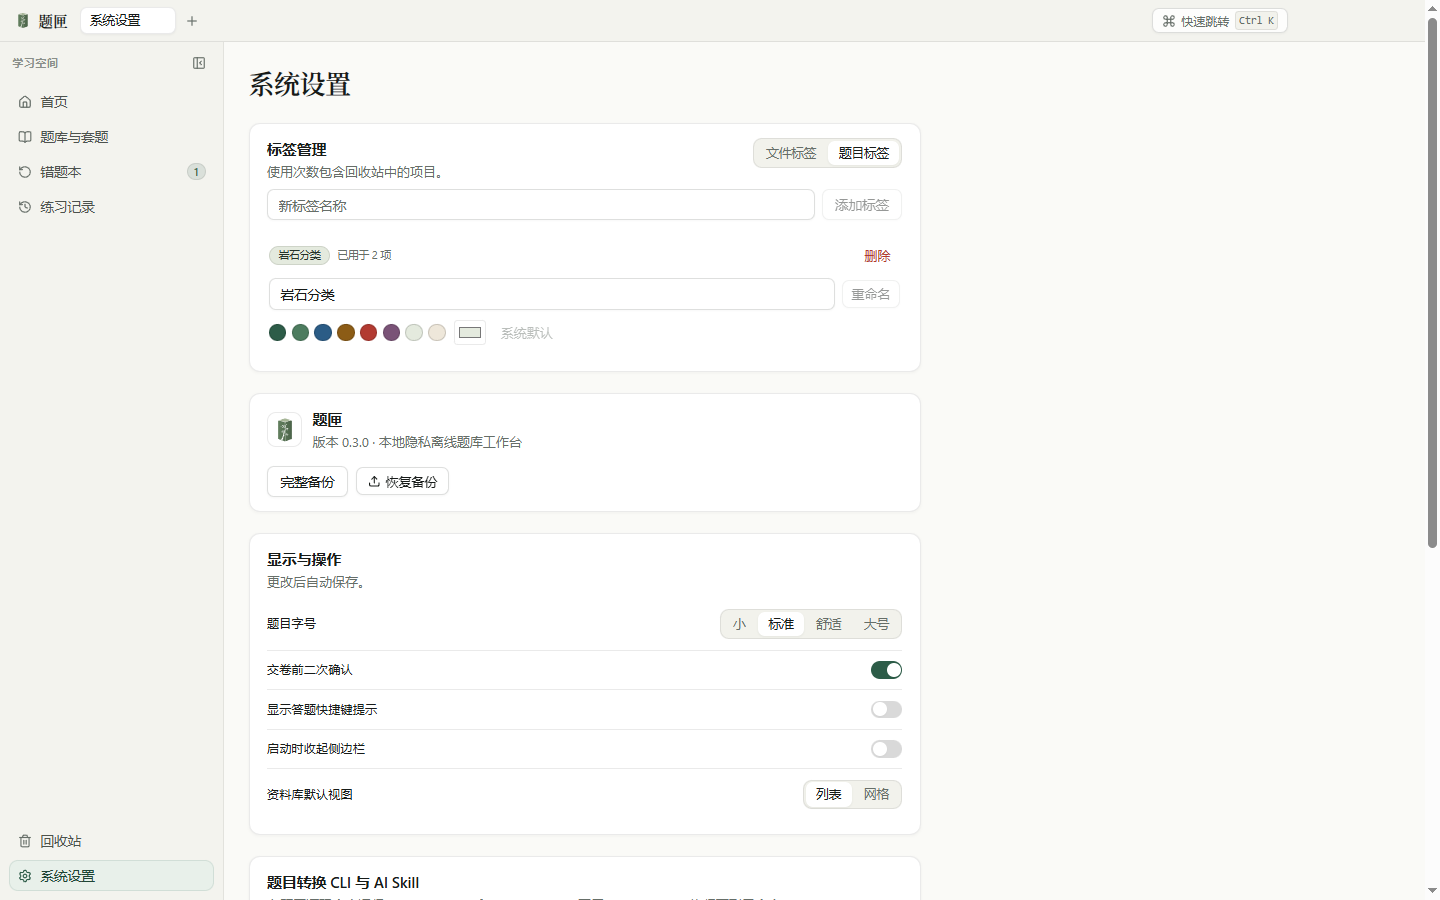 题匣
系统设置
快速跳转 Ctrl K
学习空间
首页
题库与套题
错题本 1
练习记录
回收站
系统设置
系统设置
标签管理
使用次数包含回收站中的项目。
文件标签 题目标签
新标签名称
添加标签
岩石分类 已用于 2 项
删除
岩石分类
重命名
系统默认
题匣
版本 0.3.0 · 本地隐私离线题库工作台
完整备份 恢复备份
显示与操作
更改后自动保存。
题目字号 小 标准 舒适 大号
交卷前二次确认
显示答题快捷键提示
启动时收起侧边栏
资料库默认视图 列表 网格
题目转换 CLI 与 AI Skill